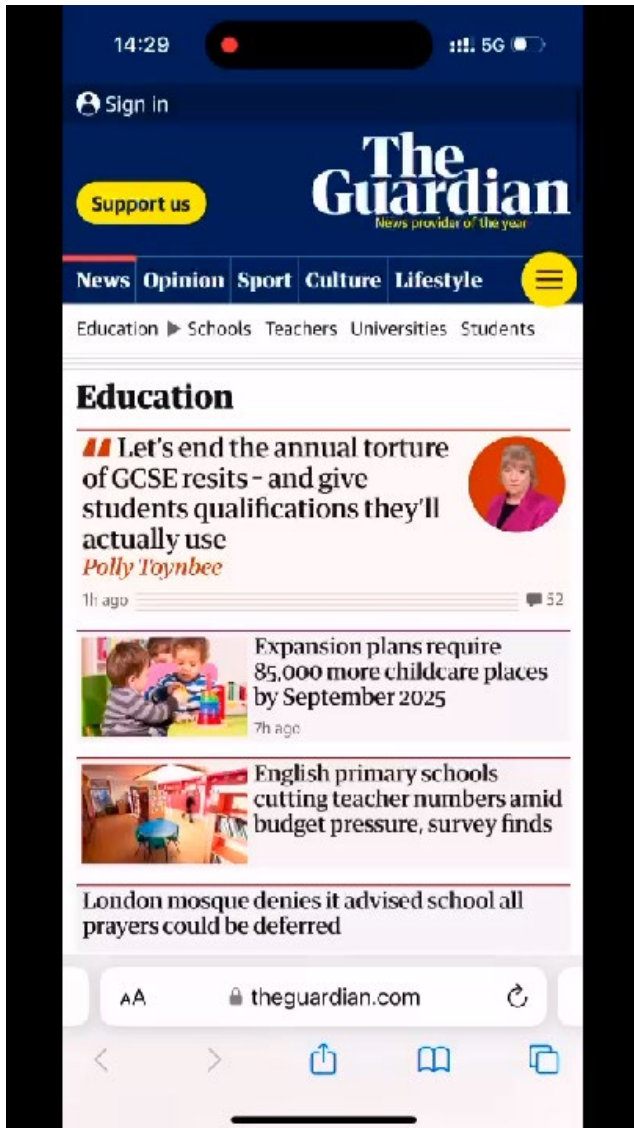 14:29
5G
Sign in
Support us
The
Guardian
News provider of the year
News Opinion Sport Culture Lifestyle
Education Schools Teachers Universities Students
Education
Let's end the annual torture
of GCSE resits – and give
students qualifications they'll
actually use
Polly Toynbee
1h ago
52
Expansion plans require
85,000 more childcare places
by September 2025
7h ago
English primary schools
cutting teacher numbers amid
budget pressure, survey finds
London mosque denies it advised school all
prayers could be deferred
AA theguardian.com